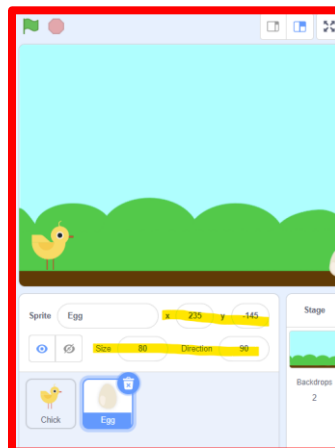 Sprite Egg x 235 y -145
Size 80 Direction 90
Chick
Egg
Stage
Backdrops
2